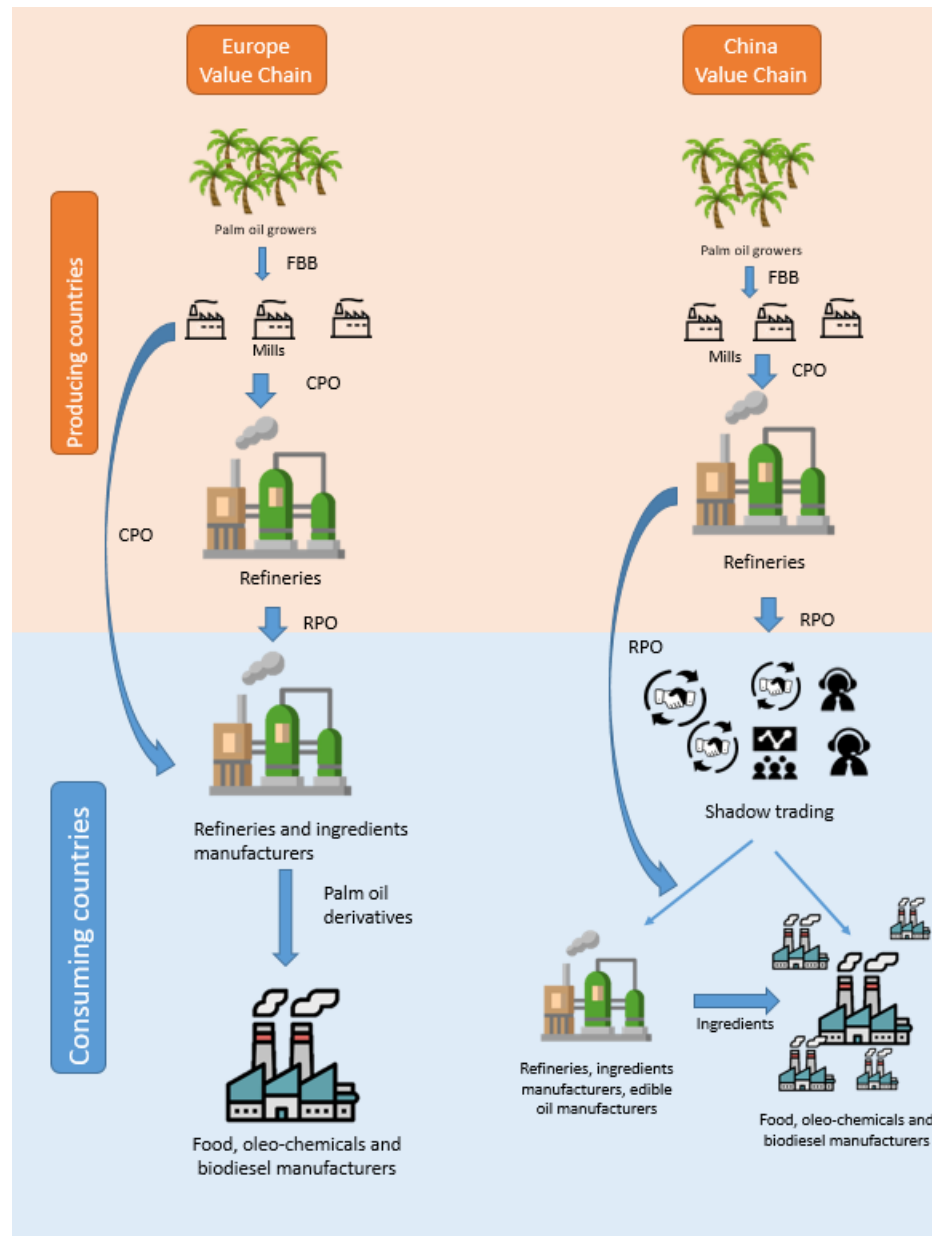 Europe
Value Chain
China
Value Chain
Producing countries
Palm oil growers
FBB
Mills
CPO
CPO
Refineries
RPO
Palm oil growers
FBB
Mills
CPO
Refineries
RPO
RPO
Consuming countries
Refineries and ingredients
manufacturers
Palm oil
derivatives
Food, oleo-chemicals and
biodiesel manufacturers
Shadow trading
Ingredients
Refineries, ingredients
manufacturers, edible
oil manufacturers
Food, oleo-chemicals and
biodiesel manufacturers